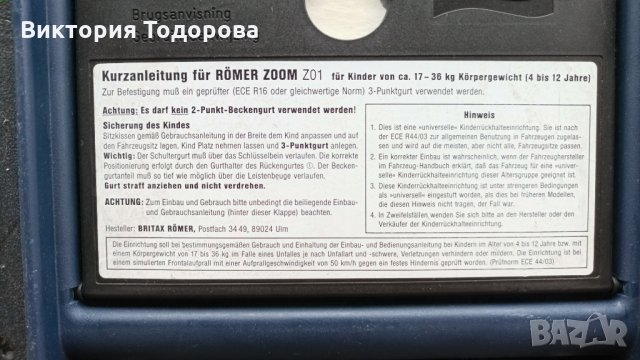 Виктория Тодорова
Brugsanvisning
Kurzanleitung für RÖMER ZOOM Z01 für Kinder von ca. 17–36 kg Körpergewicht (4 bis 12 Jahre)
Zur Befestigung muß ein geprüfter (ECE R16 oder gleichwertige Norm) 3-Punktgurt verwendet werden.
Achtung: Es darf kein 2-Punkt-Beckengurt verwendet werden!
Sicherung des Kindes
Sitzkissen gemäß Gebrauchsanleitung in der Breite dem Kind anpassen und auf
den Fahrzeugsitz legen. Kind Platz nehmen lassen und 3-Punktgurt anlegen.
Wichtig: Der Schultergurt muß über das Schlüsselbein verlaufen. Die korrekte
Positionierung erfolgt durch den Gurthalter des Rückengurtes ①. Der Becken-
gurtanteil muß so tief wie möglich über die Leistenbeuge verlaufen.
Gurt straff anziehen und nicht verdrehen.
ACHTUNG: Zum Einbau und Gebrauch bitte unbedingt die beiliegende Einbau-
und Gebrauchsanleitung (hinter dieser Klappe) beachten.
Hersteller: BRITAX RÖMER, Postfach 34 49, 89024 Ulm
Hinweis
1. Dies ist eine «universelle» Kinderrückhalteeinrichtung. Sie ist nach
der ECE R44/03 zur allgemeinen Benutzung in Fahrzeugen zugelas-
sen und wird auf die meisten, aber nicht alle, Fahrzeugsitze passen.
2. Ein korrekter Einbau ist wahrscheinlich, wenn der Fahrzeughersteller
im Fahrzeug-Handbuch erklärt, daß das Fahrzeug für eine «univer-
selle» Kinderrückhalteeinrichtung dieser Altersgruppe geeignet ist.
3. Diese Kinderrückhalteeinrichtung ist unter strengeren Bedingungen
als «universell» eingestuft worden, als dies bei früheren Modellen,
die diesen Hinweis nicht tragen, der Fall war.
4. In Zweifelsfällen, wenden Sie sich bitte an den Hersteller oder den
Verkäufer der Kinderrückhalteeinrichtung.
Die Einrichtung soll bei bestimmungsgemäßen Gebrauch und Einhaltung der Einbau- und Bedienungsanleitung bei Kindern im Alter von 4 bis 12 Jahre bzw. mit
einem Körpergewicht von 17 bis 36 kg im Falle eines Unfalles je nach Unfallart und -schwere, Verletzungen verhindern oder mildern. Die Einrichtung ist bei
einem simulierten Frontalaufprall mit einer Aufprallgeschwindigkeit von 50 km/h gegen ein festes Hindernis geprüft worden. (Prüfnorm ECE 44/03)
BAZAR